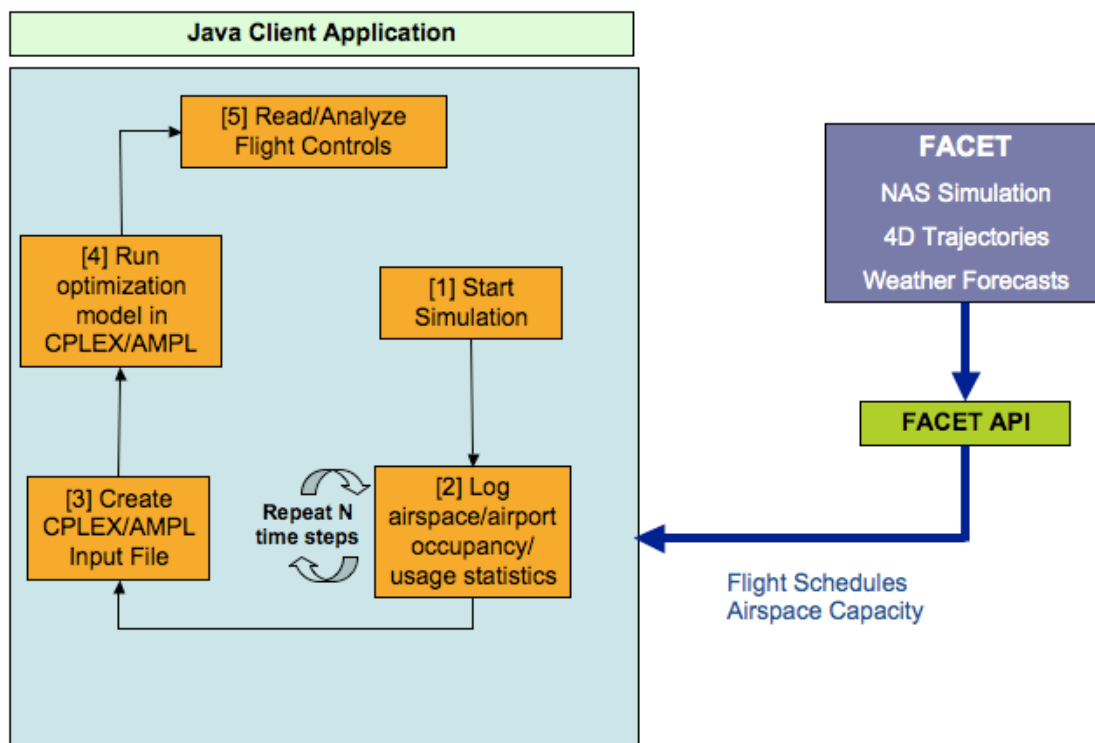 Java Client Application
[5] Read/Analyze
Flight Controls
[4] Run
optimization
model in
CPLEX/AMPL
[1] Start
Simulation
[3] Create
CPLEX/AMPL
Input File
Repeat N
time steps
[2] Log
airspace/airport
occupancy/
usage statistics
FACET
NAS Simulation
4D Trajectories
Weather Forecasts
FACET API
Flight Schedules
Airspace Capacity